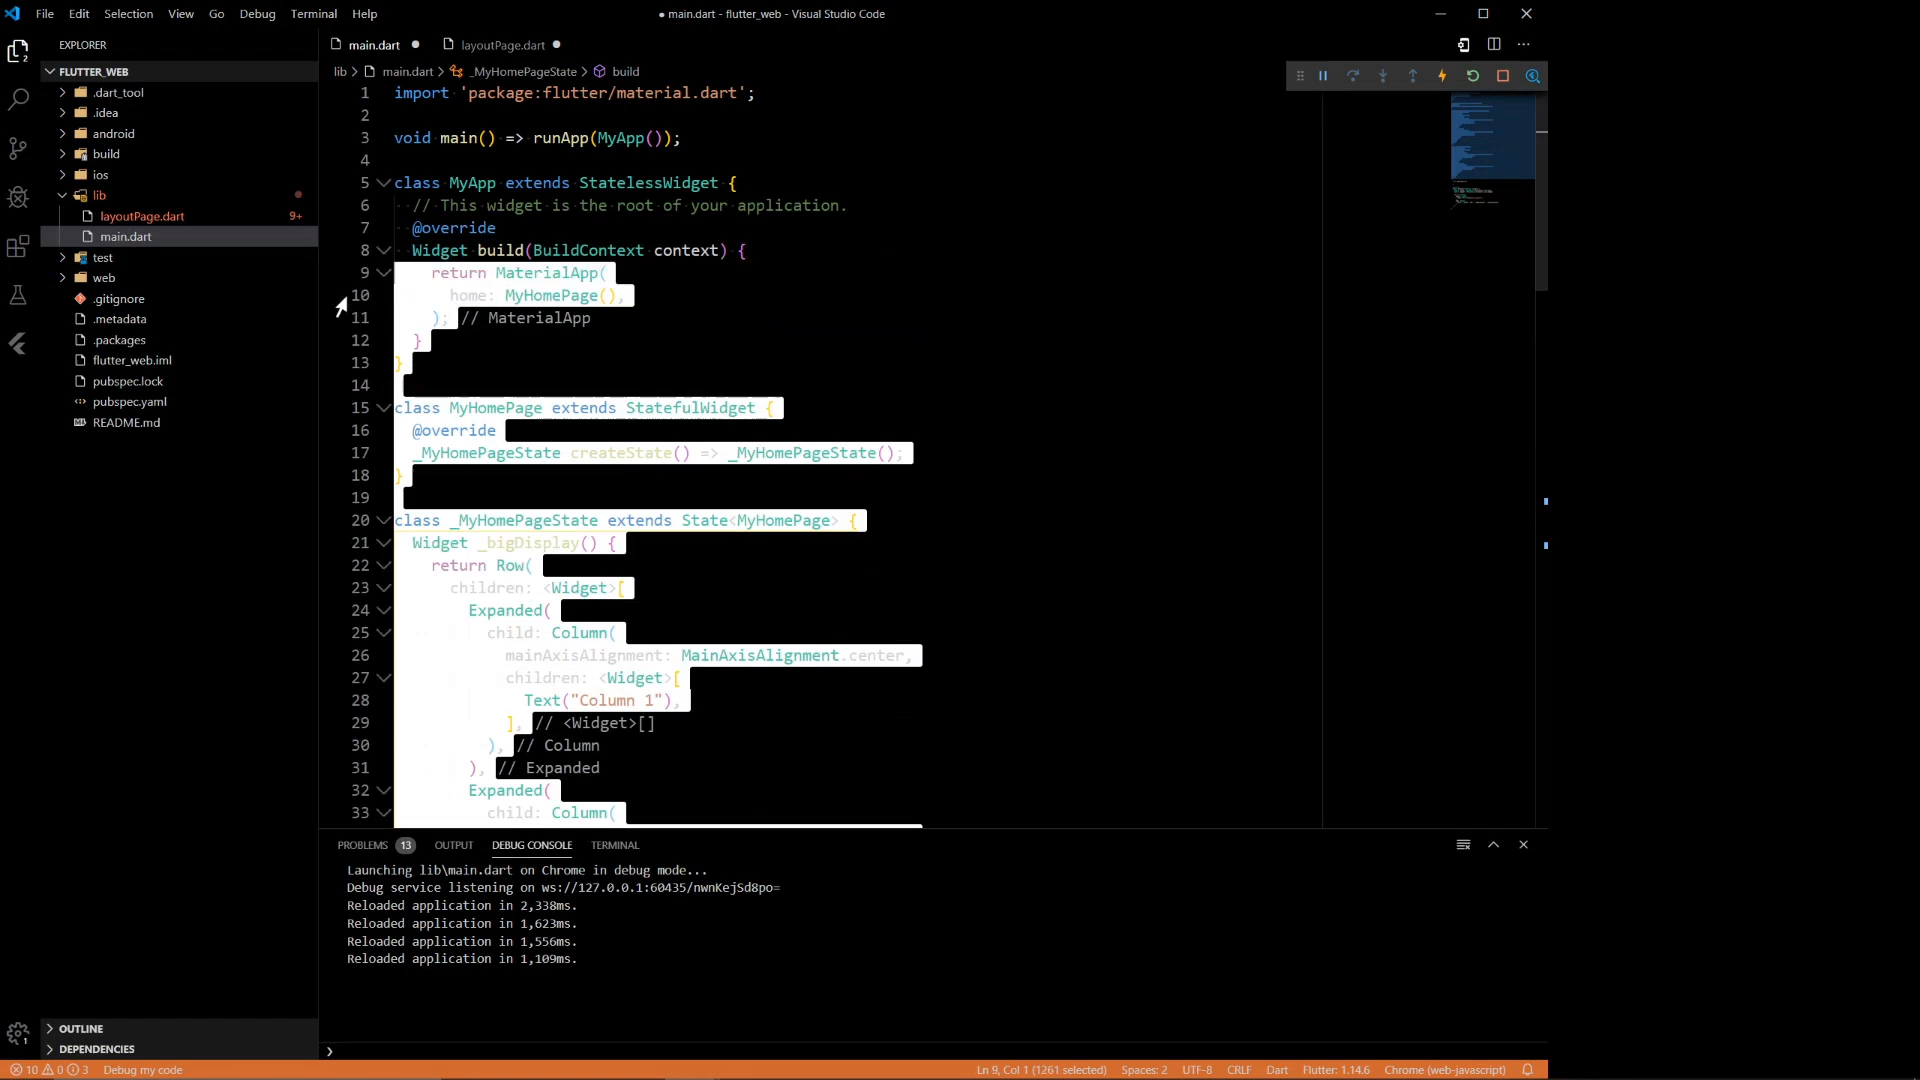 File Edit Selection View Go Debug Terminal Help
● main.dart - flutter_web - Visual Studio Code
EXPLORER
FLUTTER_WEB
.dart_tool
.idea
android
build
ios
lib
layoutPage.dart 9+
main.dart
test
web
.gitignore
.metadata
.packages
flutter_web.iml
pubspec.lock
pubspec.yaml
README.md
OUTLINE
DEPENDENCIES
main.dart layoutPage.dart
lib > main.dart > _MyHomePageState > build
1 import 'package:flutter/material.dart';
2
3 void main() => runApp(MyApp());
4
5 class MyApp extends StatelessWidget {
6 // This widget is the root of your application.
7 @override
8 Widget build(BuildContext context) {
9 return MaterialApp(
10 home: MyHomePage(),
11 ); // MaterialApp
12 }
13 }
14
15 class MyHomePage extends StatefulWidget {
16 @override
17 _MyHomePageState createState() => _MyHomePageState();
18 }
19
20 class _MyHomePageState extends State<MyHomePage> {
21 Widget _bigDisplay() {
22 return Row(
23 children: <Widget>[
24 Expanded(
25 child: Column(
26 mainAxisAlignment: MainAxisAlignment.center,
27 children: <Widget>[
28 Text("Column 1"),
29 ], // <Widget>[]
30 ), // Column
31 ), // Expanded
32 Expanded(
33 child: Column(
PROBLEMS 13 OUTPUT DEBUG CONSOLE TERMINAL
Launching lib\main.dart on Chrome in debug mode...
Debug service listening on ws://127.0.0.1:60435/nwnKejSd8po=
Reloaded application in 2,338ms.
Reloaded application in 1,623ms.
Reloaded application in 1,556ms.
Reloaded application in 1,109ms.
10 0 3 Debug my code
Ln 9, Col 1 (1261 selected) Spaces: 2 UTF-8 CRLF Dart Flutter: 1.14.6 Chrome (web-javascript)